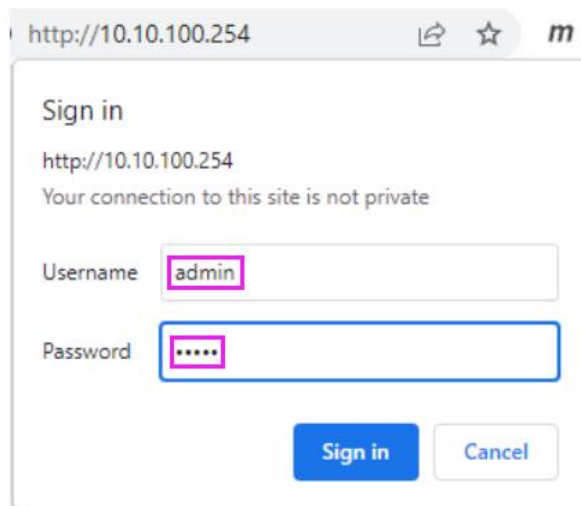 http://10.10.100.254 m
Sign in
http://10.10.100.254
Your connection to this site is not private
Username admin
Password •••••
Sign in Cancel